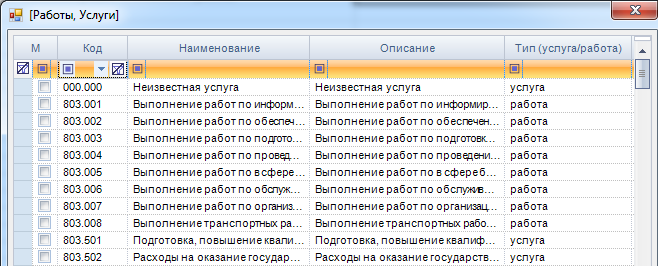 [Работы, Услуги]
М Код Наименование Описание Тип (услуга/работа)
000.000 Неизвестная услуга Неизвестная услуга услуга
803.001 Выполнение работ по информ... Выполнение работ по информир... работа
803.002 Выполнение работ по обеспеч... Выполнение работ по обеспечен... работа
803.003 Выполнение работ по подгото... Выполнение работ по подготовк... работа
803.004 Выполнение работ по провед... Выполнение работ по проведени... работа
803.005 Выполнение работ в сфере... Выполнение работ по в сфере б... работа
803.006 Выполнение работ по обслуж... Выполнение работ по обслужив... работа
803.007 Выполнение работ по организ... Выполнение работ по организац... работа
803.008 Выполнение транспортных ра... Выполнение транспортных рабо... работа
803.501 Подготовка, повышение квали... Подготовка, повышение квалиф... услуга
803.502 Расходы на оказание государ... Расходы на оказание государств... услуга